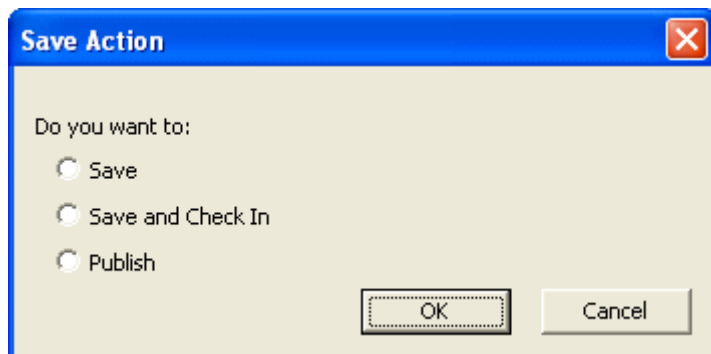 Save Action
Do you want to:
Save
Save and Check In
Publish
OK Cancel